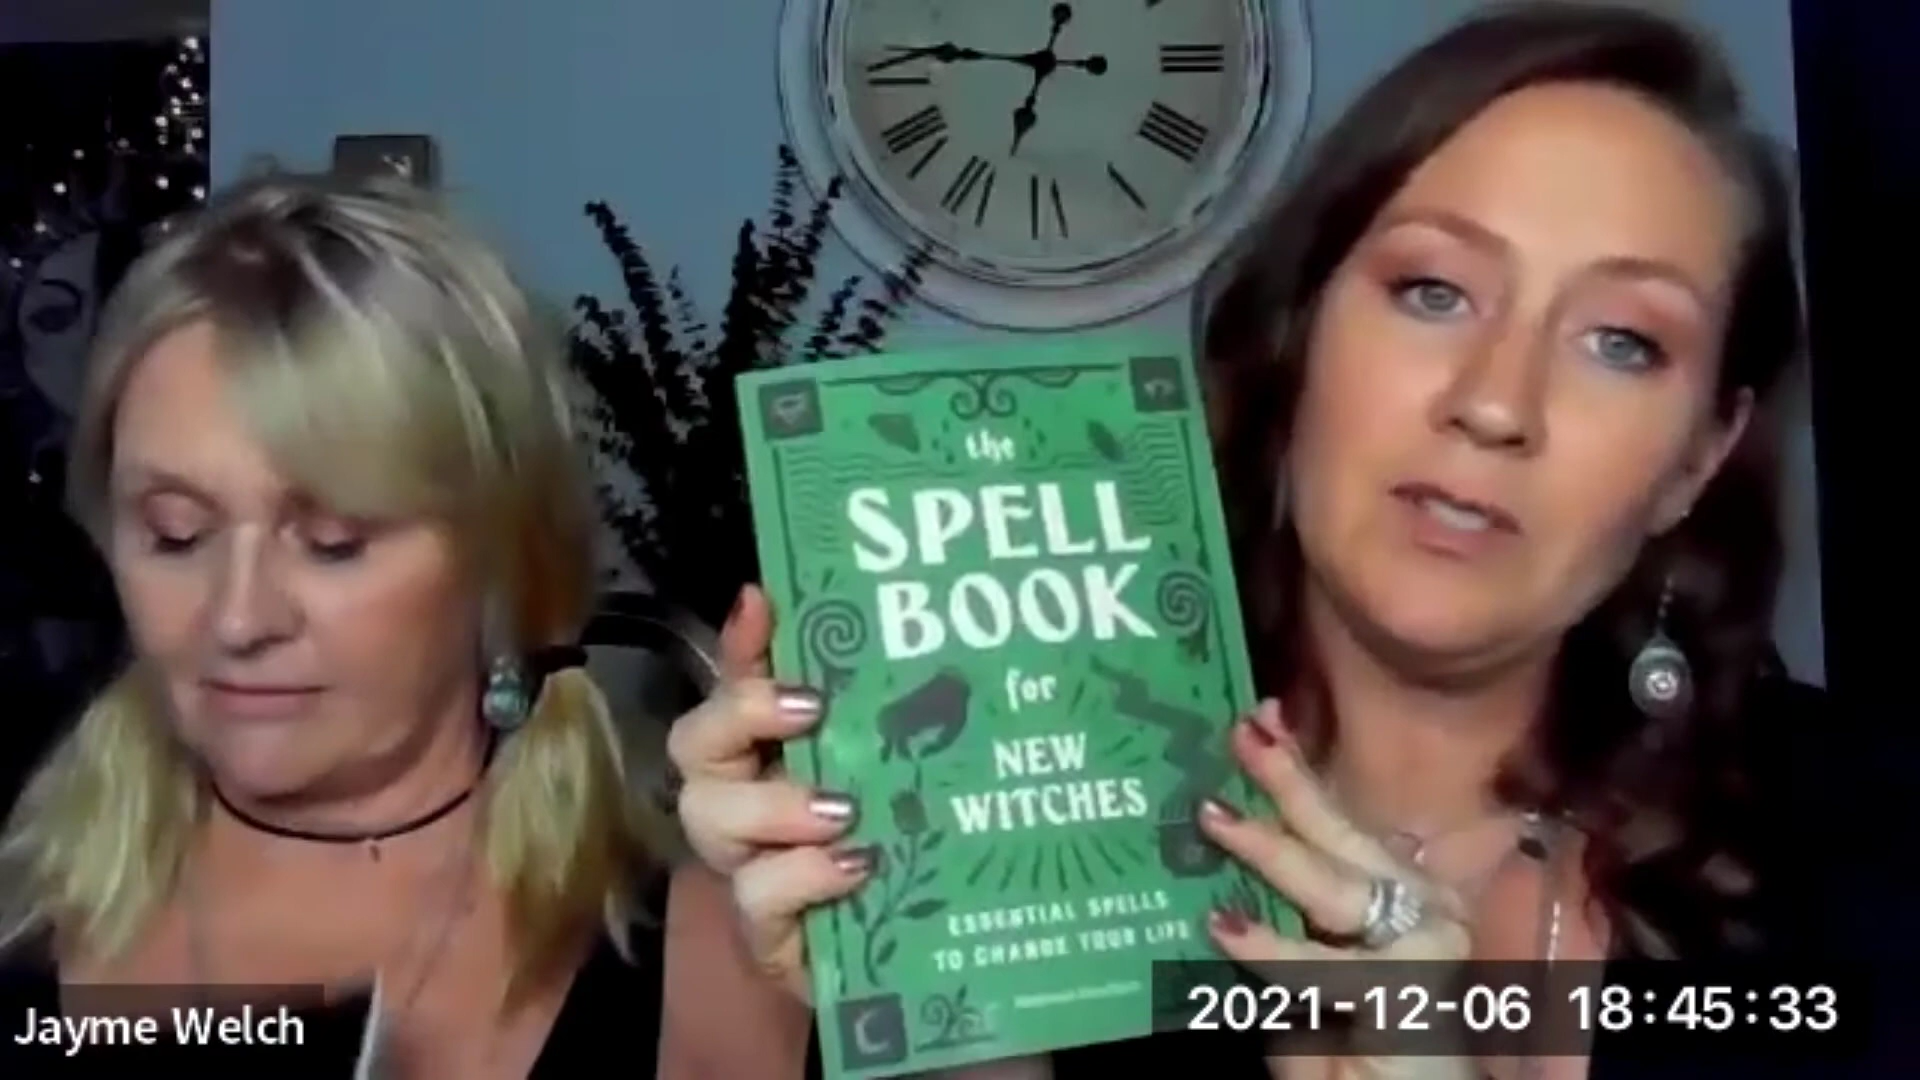 the
SPELL
BOOK
for
NEW
WITCHES
ESSENTIAL SPELLS
TO CHANGE YOUR LIFE
Jayme Welch
2021-12-06 18:45:33